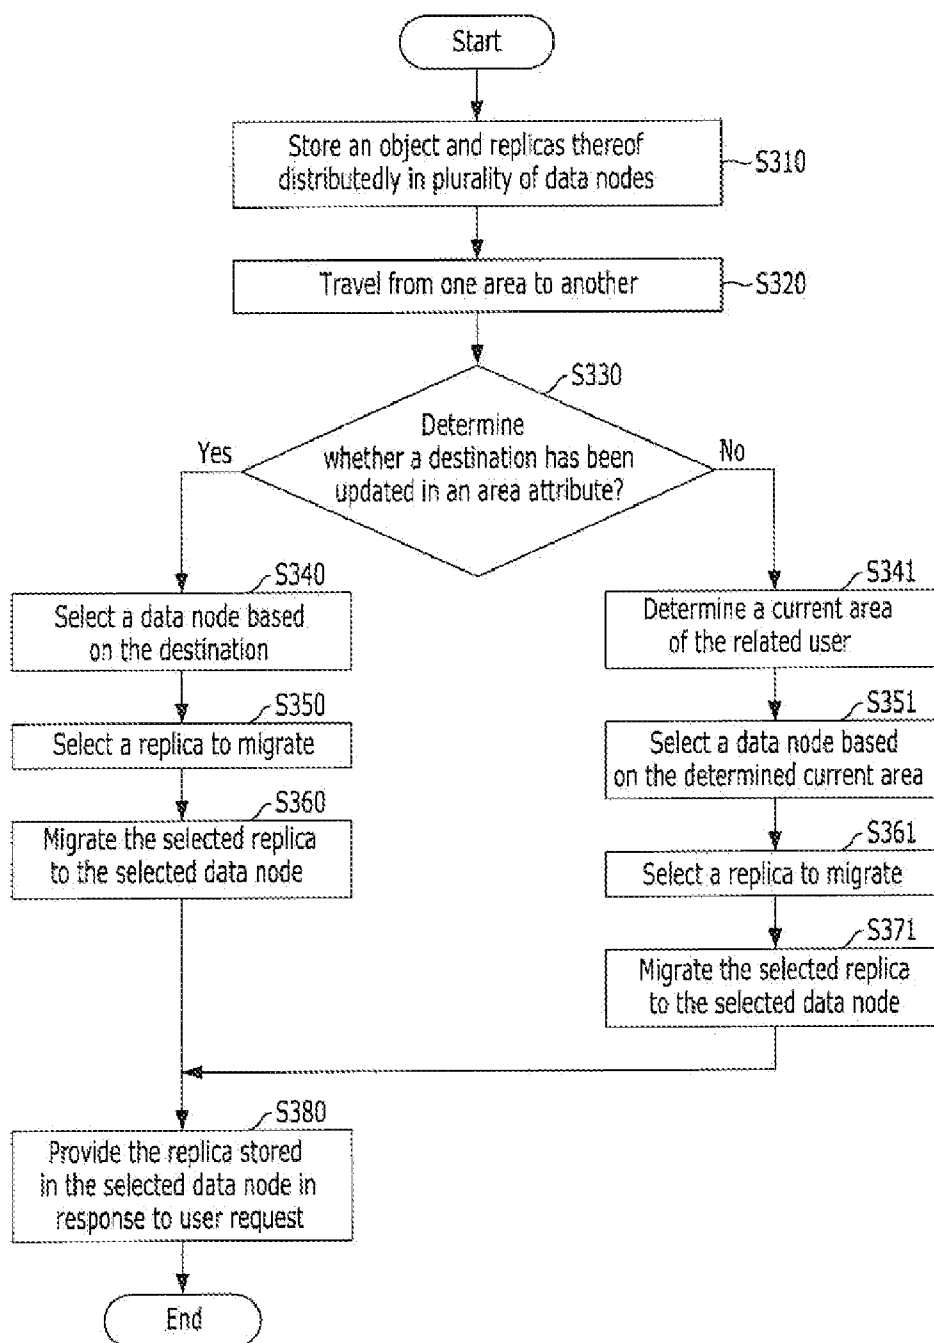 Start
Store an object and replicas thereof
distributedly in plurality of data nodes
S310
Travel from one area to another
S320
S330
Determine
whether a destination has been
updated in an area attribute?
Yes
No
S340
Select a data node based
on the destination
S350
Select a replica to migrate
S360
Migrate the selected replica
to the selected data node
S341
Determine a current area
of the related user
S351
Select a data node based
on the determined current area
S361
Select a replica to migrate
S371
Migrate the selected replica
to the selected data node
S380
Provide the replica stored
in the selected data node in
response to user request
End